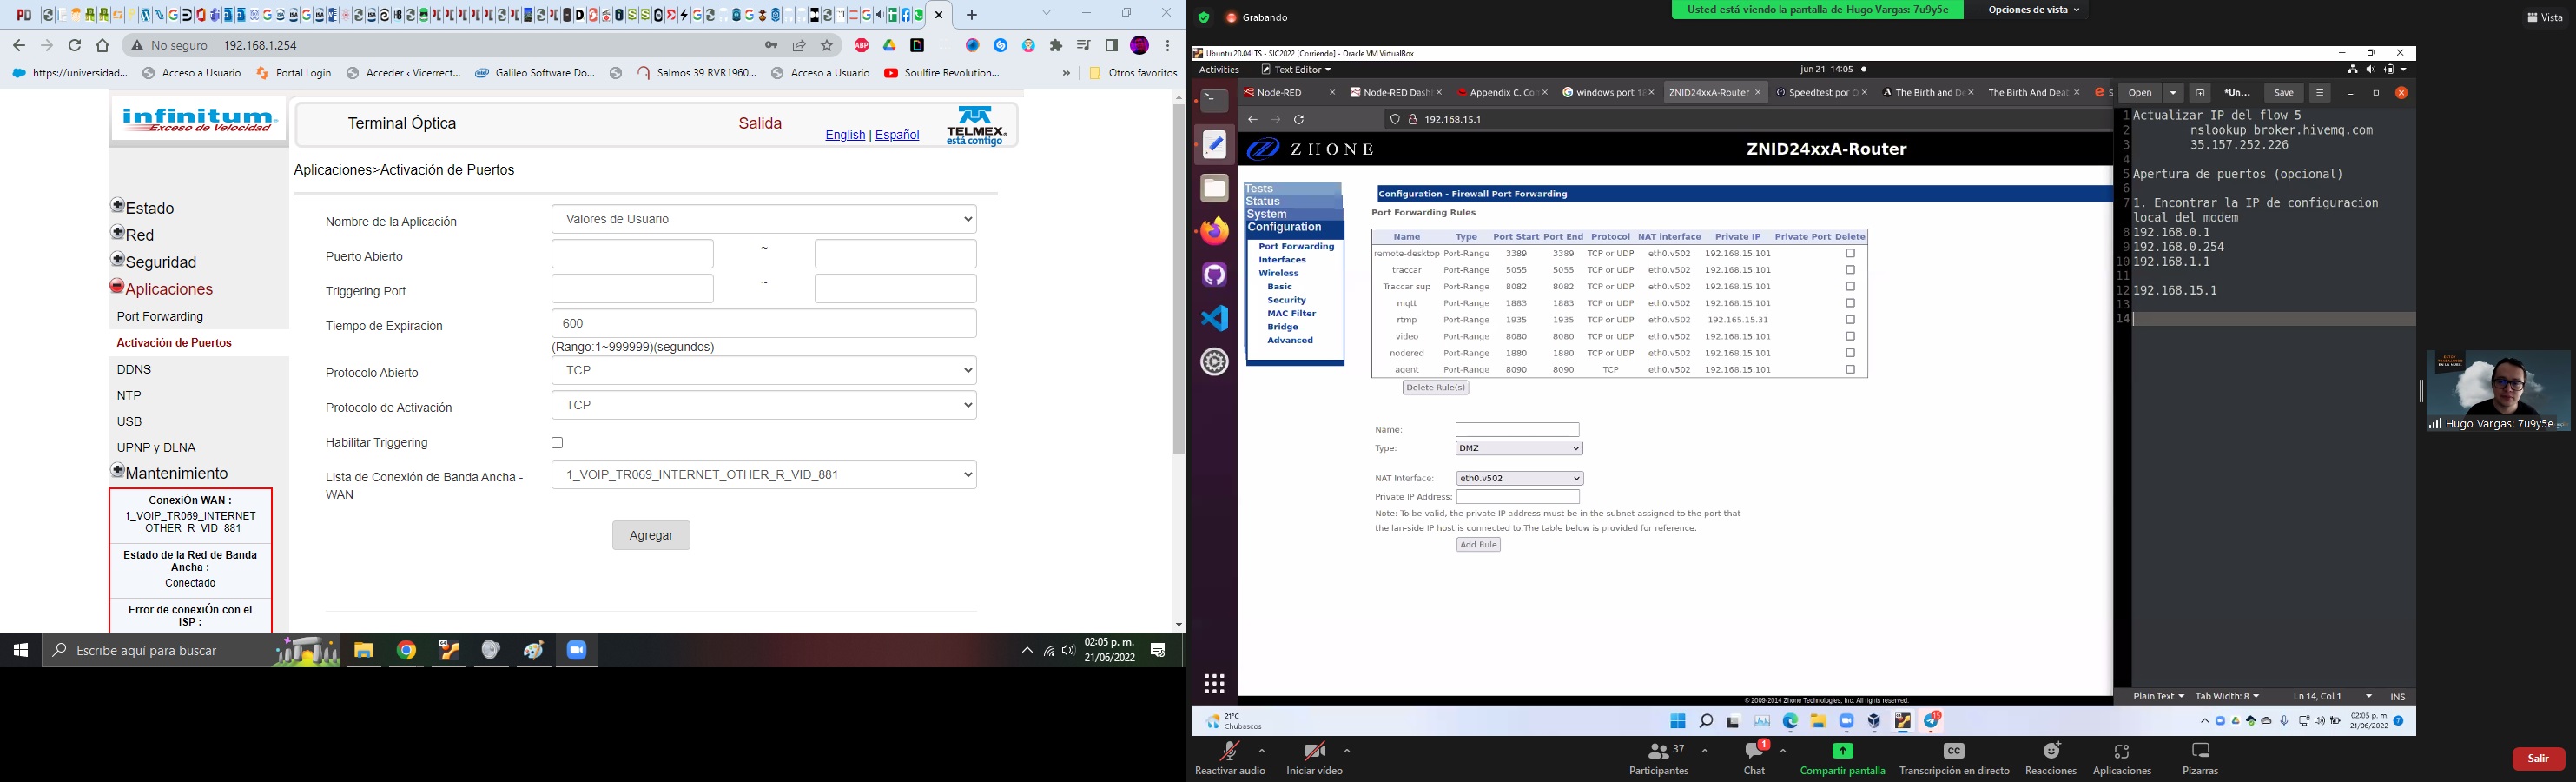 No seguro
192.168.1.254
https://universidad...
Acceso a Usuario
Portal Login
Acceder ‹ Vicerrect...
Galileo Software Do...
Salmos 39 RVR1960...
Acceso a Usuario
Soulfire Revolution...
»
Otros favoritos
infinitum
Exceso de Velocidad
Terminal Óptica
Salida
English | Español
TELMEX
está contigo
Aplicaciones>Activación de Puertos
Estado
Red
Seguridad
Aplicaciones
Port Forwarding
Activación de Puertos
DDNS
NTP
USB
UPNP y DLNA
Mantenimiento
ConexiÓn WAN :
1_VOIP_TR069_INTERNET
_OTHER_R_VID_881
Estado de la Red de Banda
Ancha :
Conectado
Error de conexiÓn con el
ISP :
Nombre de la Aplicación
Valores de Usuario
Puerto Abierto
~
Triggering Port
~
Tiempo de Expiración
600
(Rango:1~999999)(segundos)
Protocolo Abierto
TCP
Protocolo de Activación
TCP
Habilitar Triggering
Lista de Conexión de Banda Ancha -
WAN
1_VOIP_TR069_INTERNET_OTHER_R_VID_881
Agregar
Escribe aquí para buscar
02:05 p. m.
21/06/2022
Grabando
Usted está viendo la pantalla de Hugo Vargas: 7u9y5e
Opciones de vista
Vista
Ubuntu 20.04LTS - SIC2022 [Corriendo] - Oracle VM VirtualBox
Activities
Text Editor
jun 21 14:05
Node-RED
Node-RED Dash
Appendix C. Con
windows port 18
ZNID24xxA-Router
Speedtest por O
The Birth and De
The Birth And Deat
Open
*Un...
Save
192.168.15.1
ZHONE
ZNID24xxA-Router
Tests
Status
System
Configuration
Port Forwarding
Interfaces
Wireless
Basic
Security
MAC Filter
Bridge
Advanced
Configuration - Firewall Port Forwarding
Port Forwarding Rules
Name Type Port Start Port End Protocol NAT interface Private IP Private Port Delete
remote-desktop Port-Range 3389 3389 TCP or UDP eth0.v502 192.168.15.101
traccar Port-Range 5055 5055 TCP or UDP eth0.v502 192.168.15.101
Traccar sup Port-Range 8082 8082 TCP or UDP eth0.v502 192.168.15.101
mqtt Port-Range 1883 1883 TCP or UDP eth0.v502 192.168.15.101
rtmp Port-Range 1935 1935 TCP or UDP eth0.v502 192.165.15.31
video Port-Range 8080 8080 TCP or UDP eth0.v502 192.168.15.101
nodered Port-Range 1880 1880 TCP or UDP eth0.v502 192.168.15.101
agent Port-Range 8090 8090 TCP eth0.v502 192.168.15.101
Delete Rule(s)
Name:
Type: DMZ
NAT Interface: eth0.v502
Private IP Address:
Note: To be valid, the private IP address must be in the subnet assigned to the port that
the lan-side IP host is connected to.The table below is provided for reference.
Add Rule
© 2009-2014 Zhone Technologies, Inc. All rights reserved.
1 Actualizar IP del flow 5
2 nslookup broker.hivemq.com
3 35.157.252.226
4
5 Apertura de puertos (opcional)
6
7 1. Encontrar la IP de configuracion
local del modem
8 192.168.0.1
9 192.168.0.254
10 192.168.1.1
11
12 192.168.15.1
13
14
Plain Text
Tab Width: 8
Ln 14, Col 1
INS
21°C
Chubascos
02:05 p. m.
21/06/2022
Hugo Vargas: 7u9y5e
Reactivar audio
Iniciar video
37
Participantes
1
Chat
Compartir pantalla
CC
Transcripción en directo
Reacciones
Aplicaciones
Pizarras
Salir